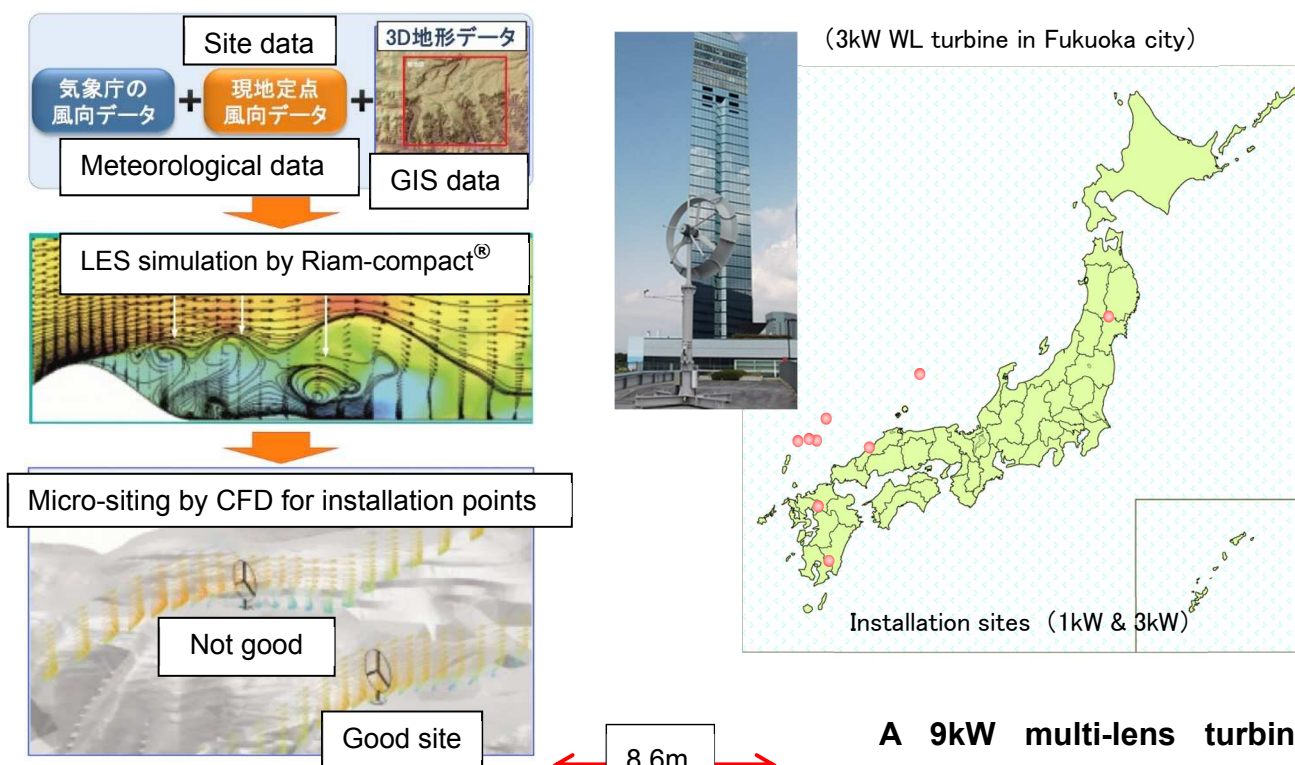 Site data
3D地形データ
気象庁の
風向データ
+
現地定点
風向データ
+
Meteorological data
GIS data
LES simulation by Riam-compact®
Micro-siting by CFD for installation points
Not good
Good site
(3kW WL turbine in Fukuoka city)
Installation sites (1kW & 3kW)
8.6m
A 9kW multi-lens turbin